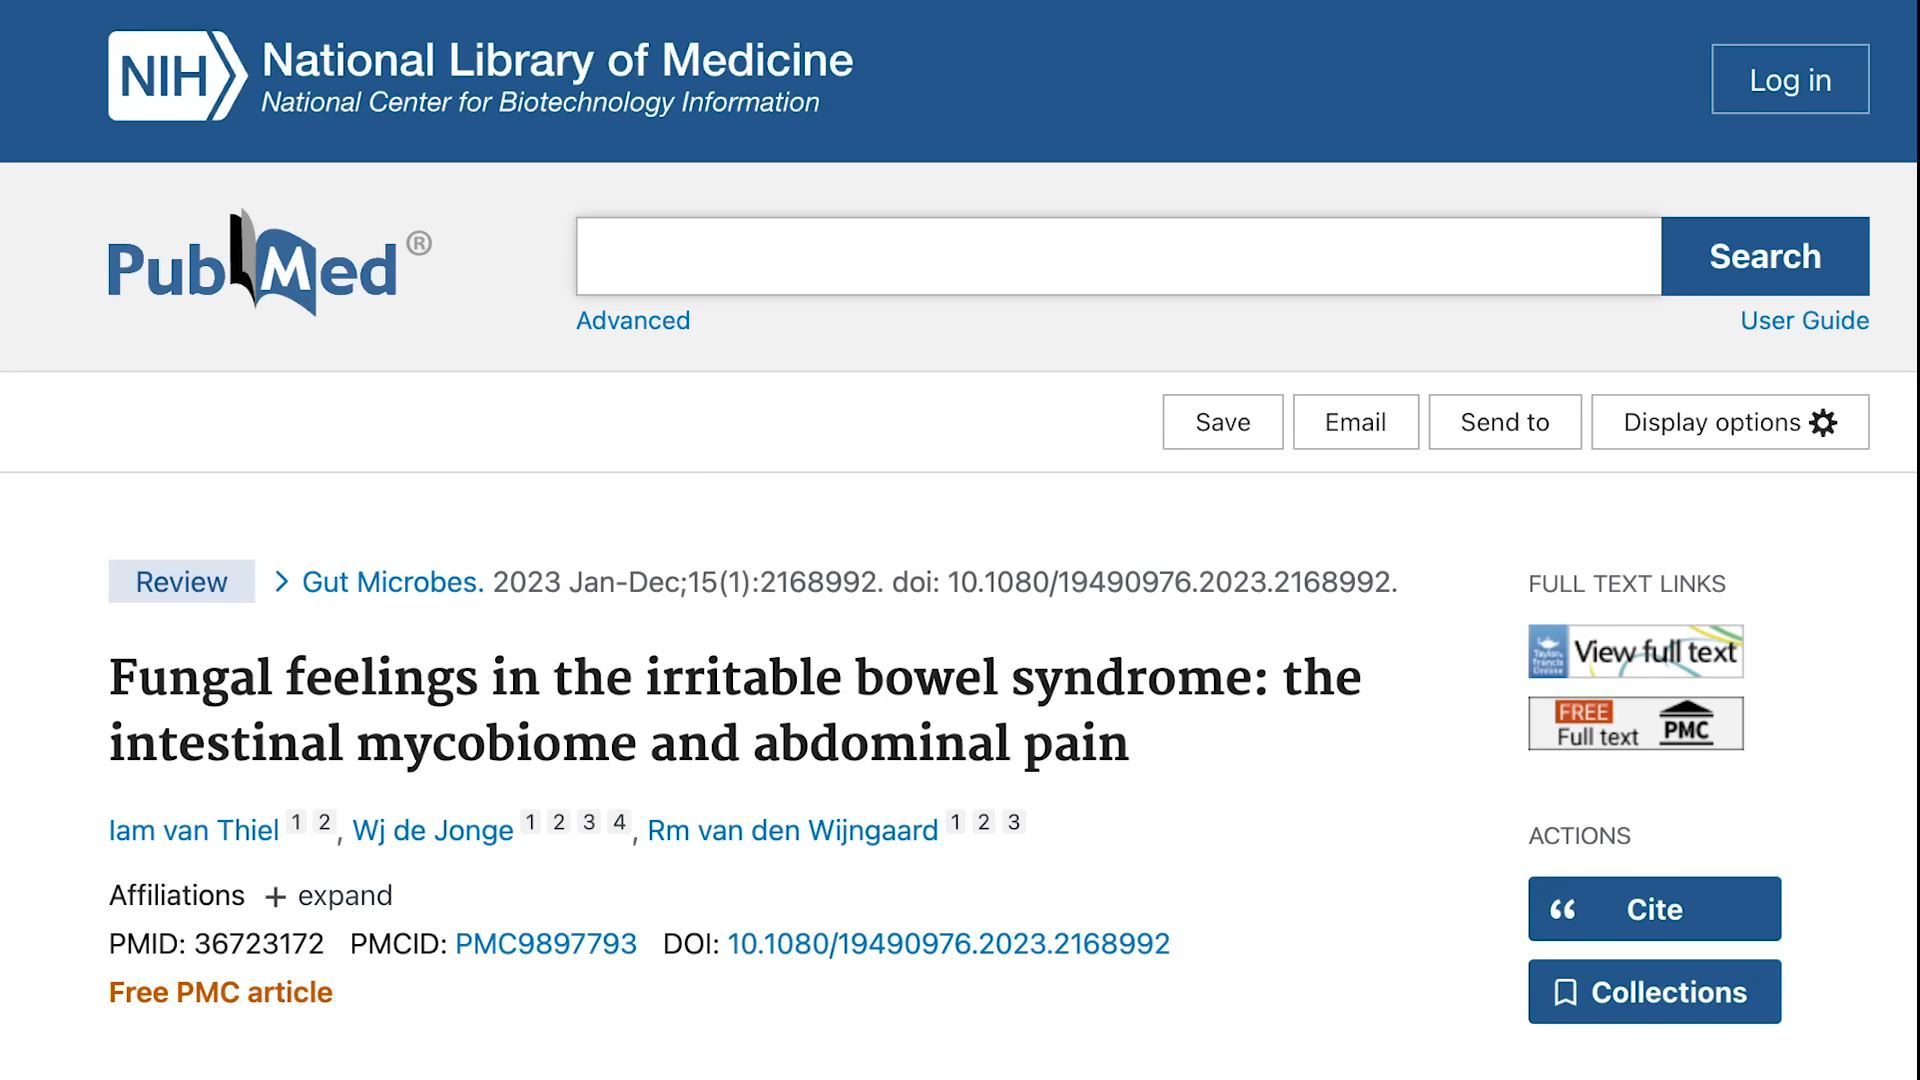 NIH National Library of Medicine
National Center for Biotechnology Information
Log in
PubMed®
Search
Advanced
User Guide
Save
Email
Send to
Display options
Review
Gut Microbes. 2023 Jan-Dec;15(1):2168992. doi: 10.1080/19490976.2023.2168992.
Fungal feelings in the irritable bowel syndrome: the
intestinal mycobiome and abdominal pain
Iam van Thiel 1 2, Wj de Jonge 1 2 3 4, Rm van den Wijngaard 1 2 3
Affiliations + expand
PMID: 36723172 PMCID: PMC9897793 DOI: 10.1080/19490976.2023.2168992
Free PMC article
FULL TEXT LINKS
Taylor
Francis
Online
View full text
FREE
Full text PMC
ACTIONS
Cite
Collections